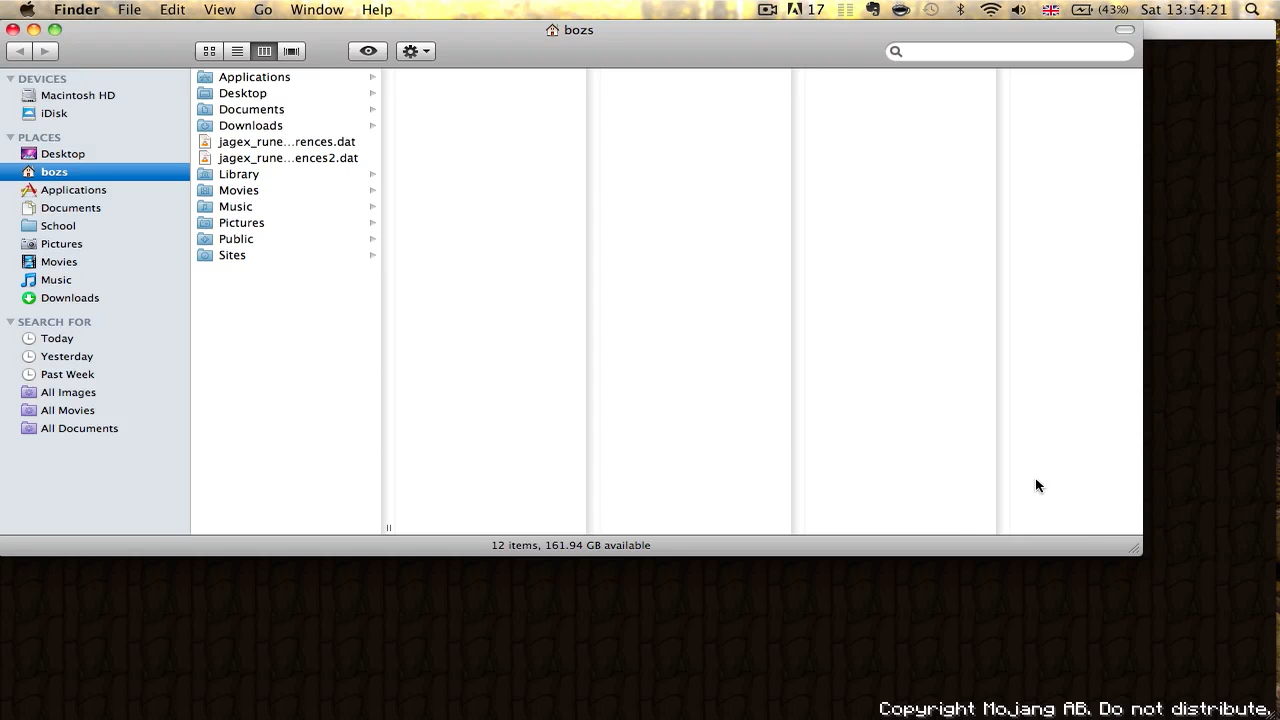 Finder File Edit View Go Window Help 17 (43%) Sat 13:54:21
bozs
DEVICES
Macintosh HD
iDisk
PLACES
Desktop
bozs
Applications
Documents
School
Pictures
Movies
Music
Downloads
SEARCH FOR
Today
Yesterday
Past Week
All Images
All Movies
All Documents
Applications
Desktop
Documents
Downloads
jagex_rune...rences.dat
jagex_rune...ences2.dat
Library
Movies
Music
Pictures
Public
Sites
12 items, 161.94 GB available
Copyright Mojang AB. Do not distribute.